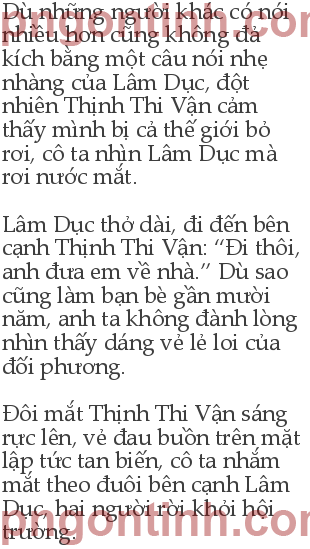 Dù những người khác có nói
nhiều hơn cũng không đả
kích bằng một câu nói nhẹ
nhàng của Lâm Dục, đột
nhiên Thịnh Thi Vận cảm
thấy mình bị cả thế giới bỏ
rơi, cô ta nhìn Lâm Dục mà
rơi nước mắt.
Lâm Dục thở dài, đi đến bên
cạnh Thịnh Thi Vận: “Đi thôi,
anh đưa em về nhà.” Dù sao
cũng làm bạn bè gần mười
năm, anh ta không đành lòng
nhìn thấy dáng vẻ lẻ loi của
đối phương.
Đôi mắt Thịnh Thi Vận sáng
rực lên, vẻ đau buồn trên mặt
lập tức tan biến, cô ta nhắm
mắt theo đuôi bên cạnh Lâm
Dục, hai người rời khỏi hội
trường.
pngontinh.com
pngontinh.com